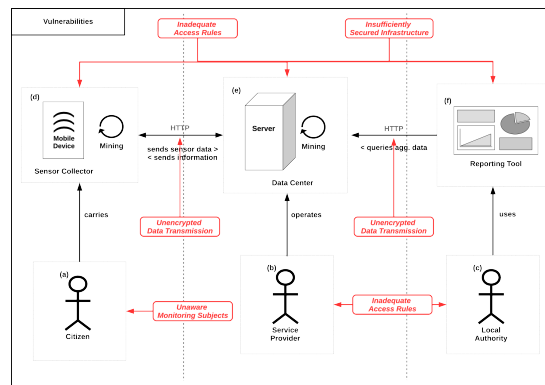 Vulnerabilities
Inadequate
Access Rules
Insufficiently
Secured Infrastructure
(d)
Mobile
Device
Mining
Sensor Collector
HTTP
sends sensor data >
< sends information
(e)
Server
Mining
Data Center
HTTP
< queries agg. data
(f)
Reporting Tool
carries
Unencrypted
Data Transmission
operates
Unencrypted
Data Transmission
uses
(a)
Citizen
Unaware
Monitoring Subjects
(b)
Service
Provider
Inadequate
Access Rules
(c)
Local
Authority